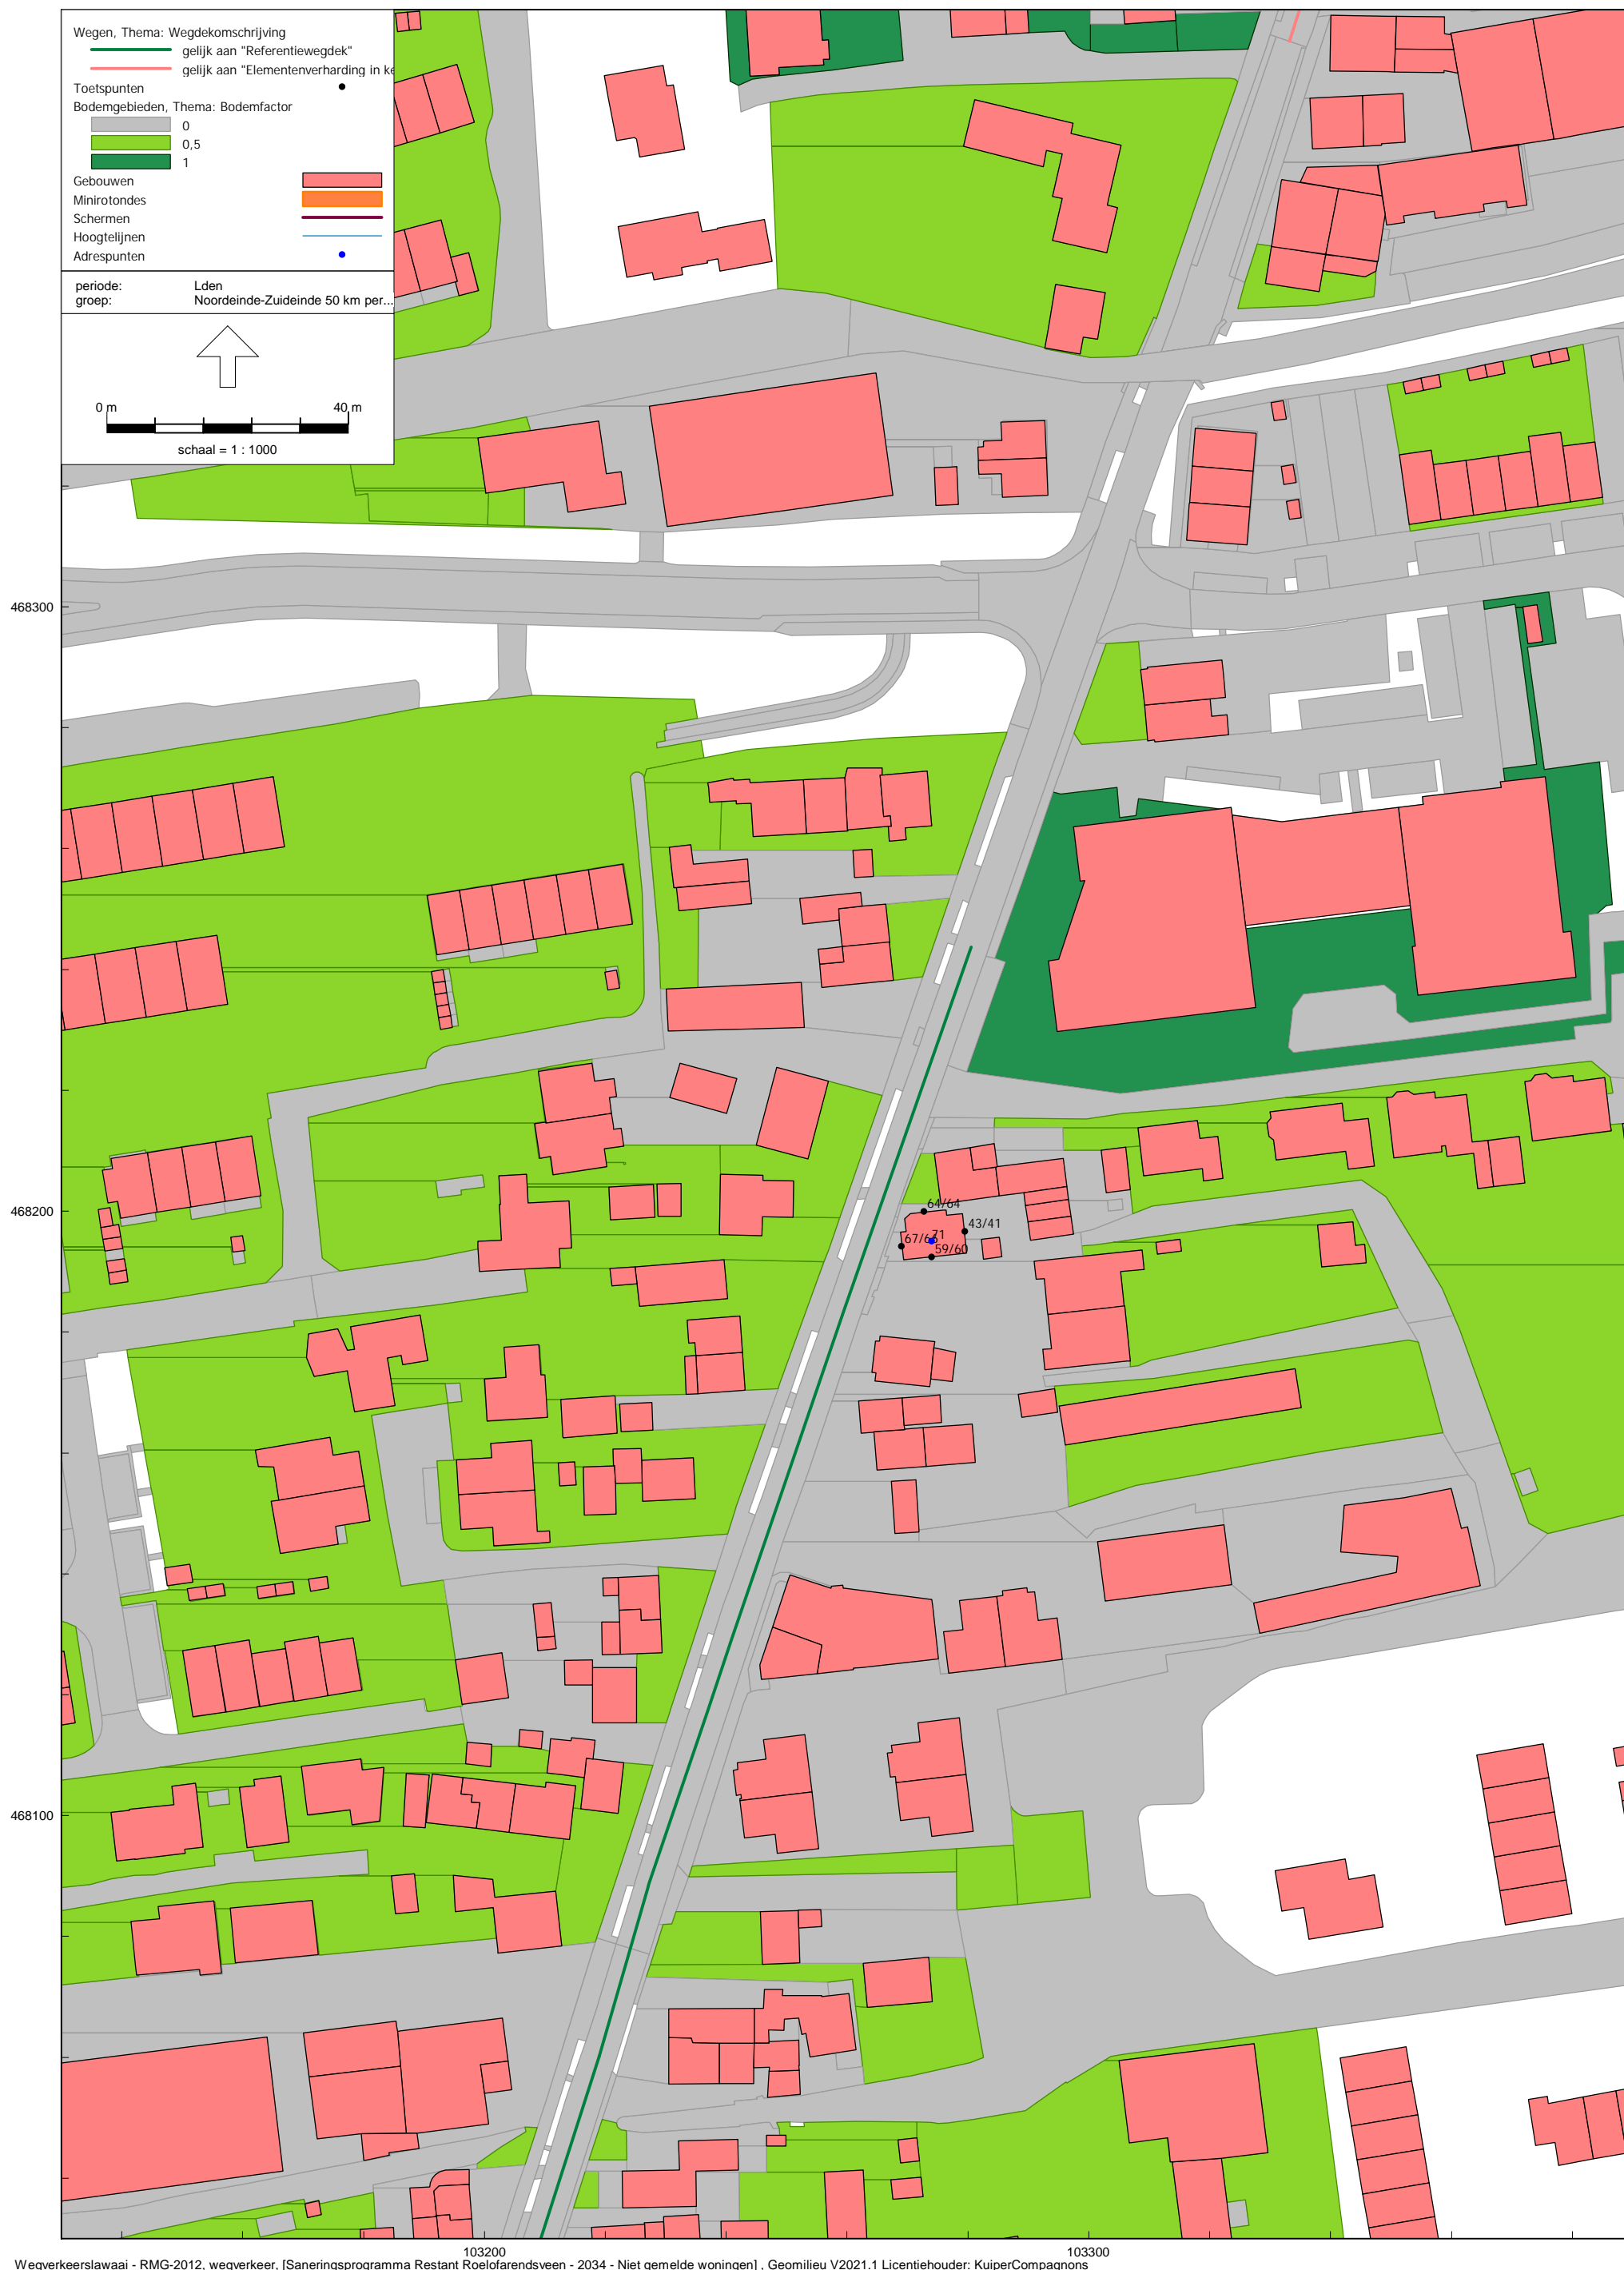 Wegen, Thema: Wegdekomschrijving
gelijk aan "Referentiewegdek"
gelijk aan "Elementenverharding in ke
Toetspunten
Bodemgebieden, Thema: Bodemfactor
0
0,5
1
Gebouwen
Minirotondes
Schermen
Hoogtelijnen
Adrespunten
periode: Lden
groep: Noordeinde-Zuideinde 50 km per...
0 m 40 m
schaal = 1 : 1000
468300
468200
64/64
43/41
71
59/60
468100
103200 103300
Wegverkeerslawaai - RMG-2012, wegverkeer, [Saneringsprogramma Restant Roelofarendsveen - 2034 - Niet gemelde woningen] , Geomilieu V2021.1 Licentiehouder: KuiperCompagnons